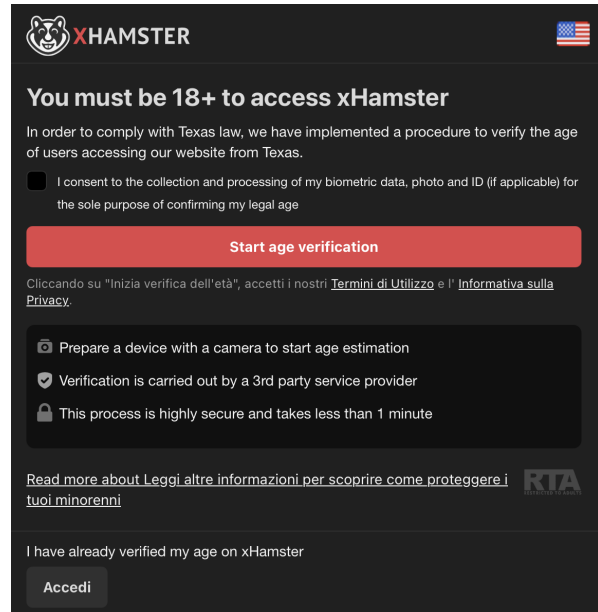 XHAMSTER
You must be 18+ to access xHamster
In order to comply with Texas law, we have implemented a procedure to verify the age
of users accessing our website from Texas.
I consent to the collection and processing of my biometric data, photo and ID (if applicable) for
the sole purpose of confirming my legal age
Start age verification
Cliccando su "Inizia verifica dell'età", accetti i nostri Termini di Utilizzo e l' Informativa sulla
Privacy.
Prepare a device with a camera to start age estimation
Verification is carried out by a 3rd party service provider
This process is highly secure and takes less than 1 minute
Read more about Leggi altre informazioni per scoprire come proteggere i
tuoi minorenni
RTA
RESTRICTED TO ADULTS
I have already verified my age on xHamster
Accedi